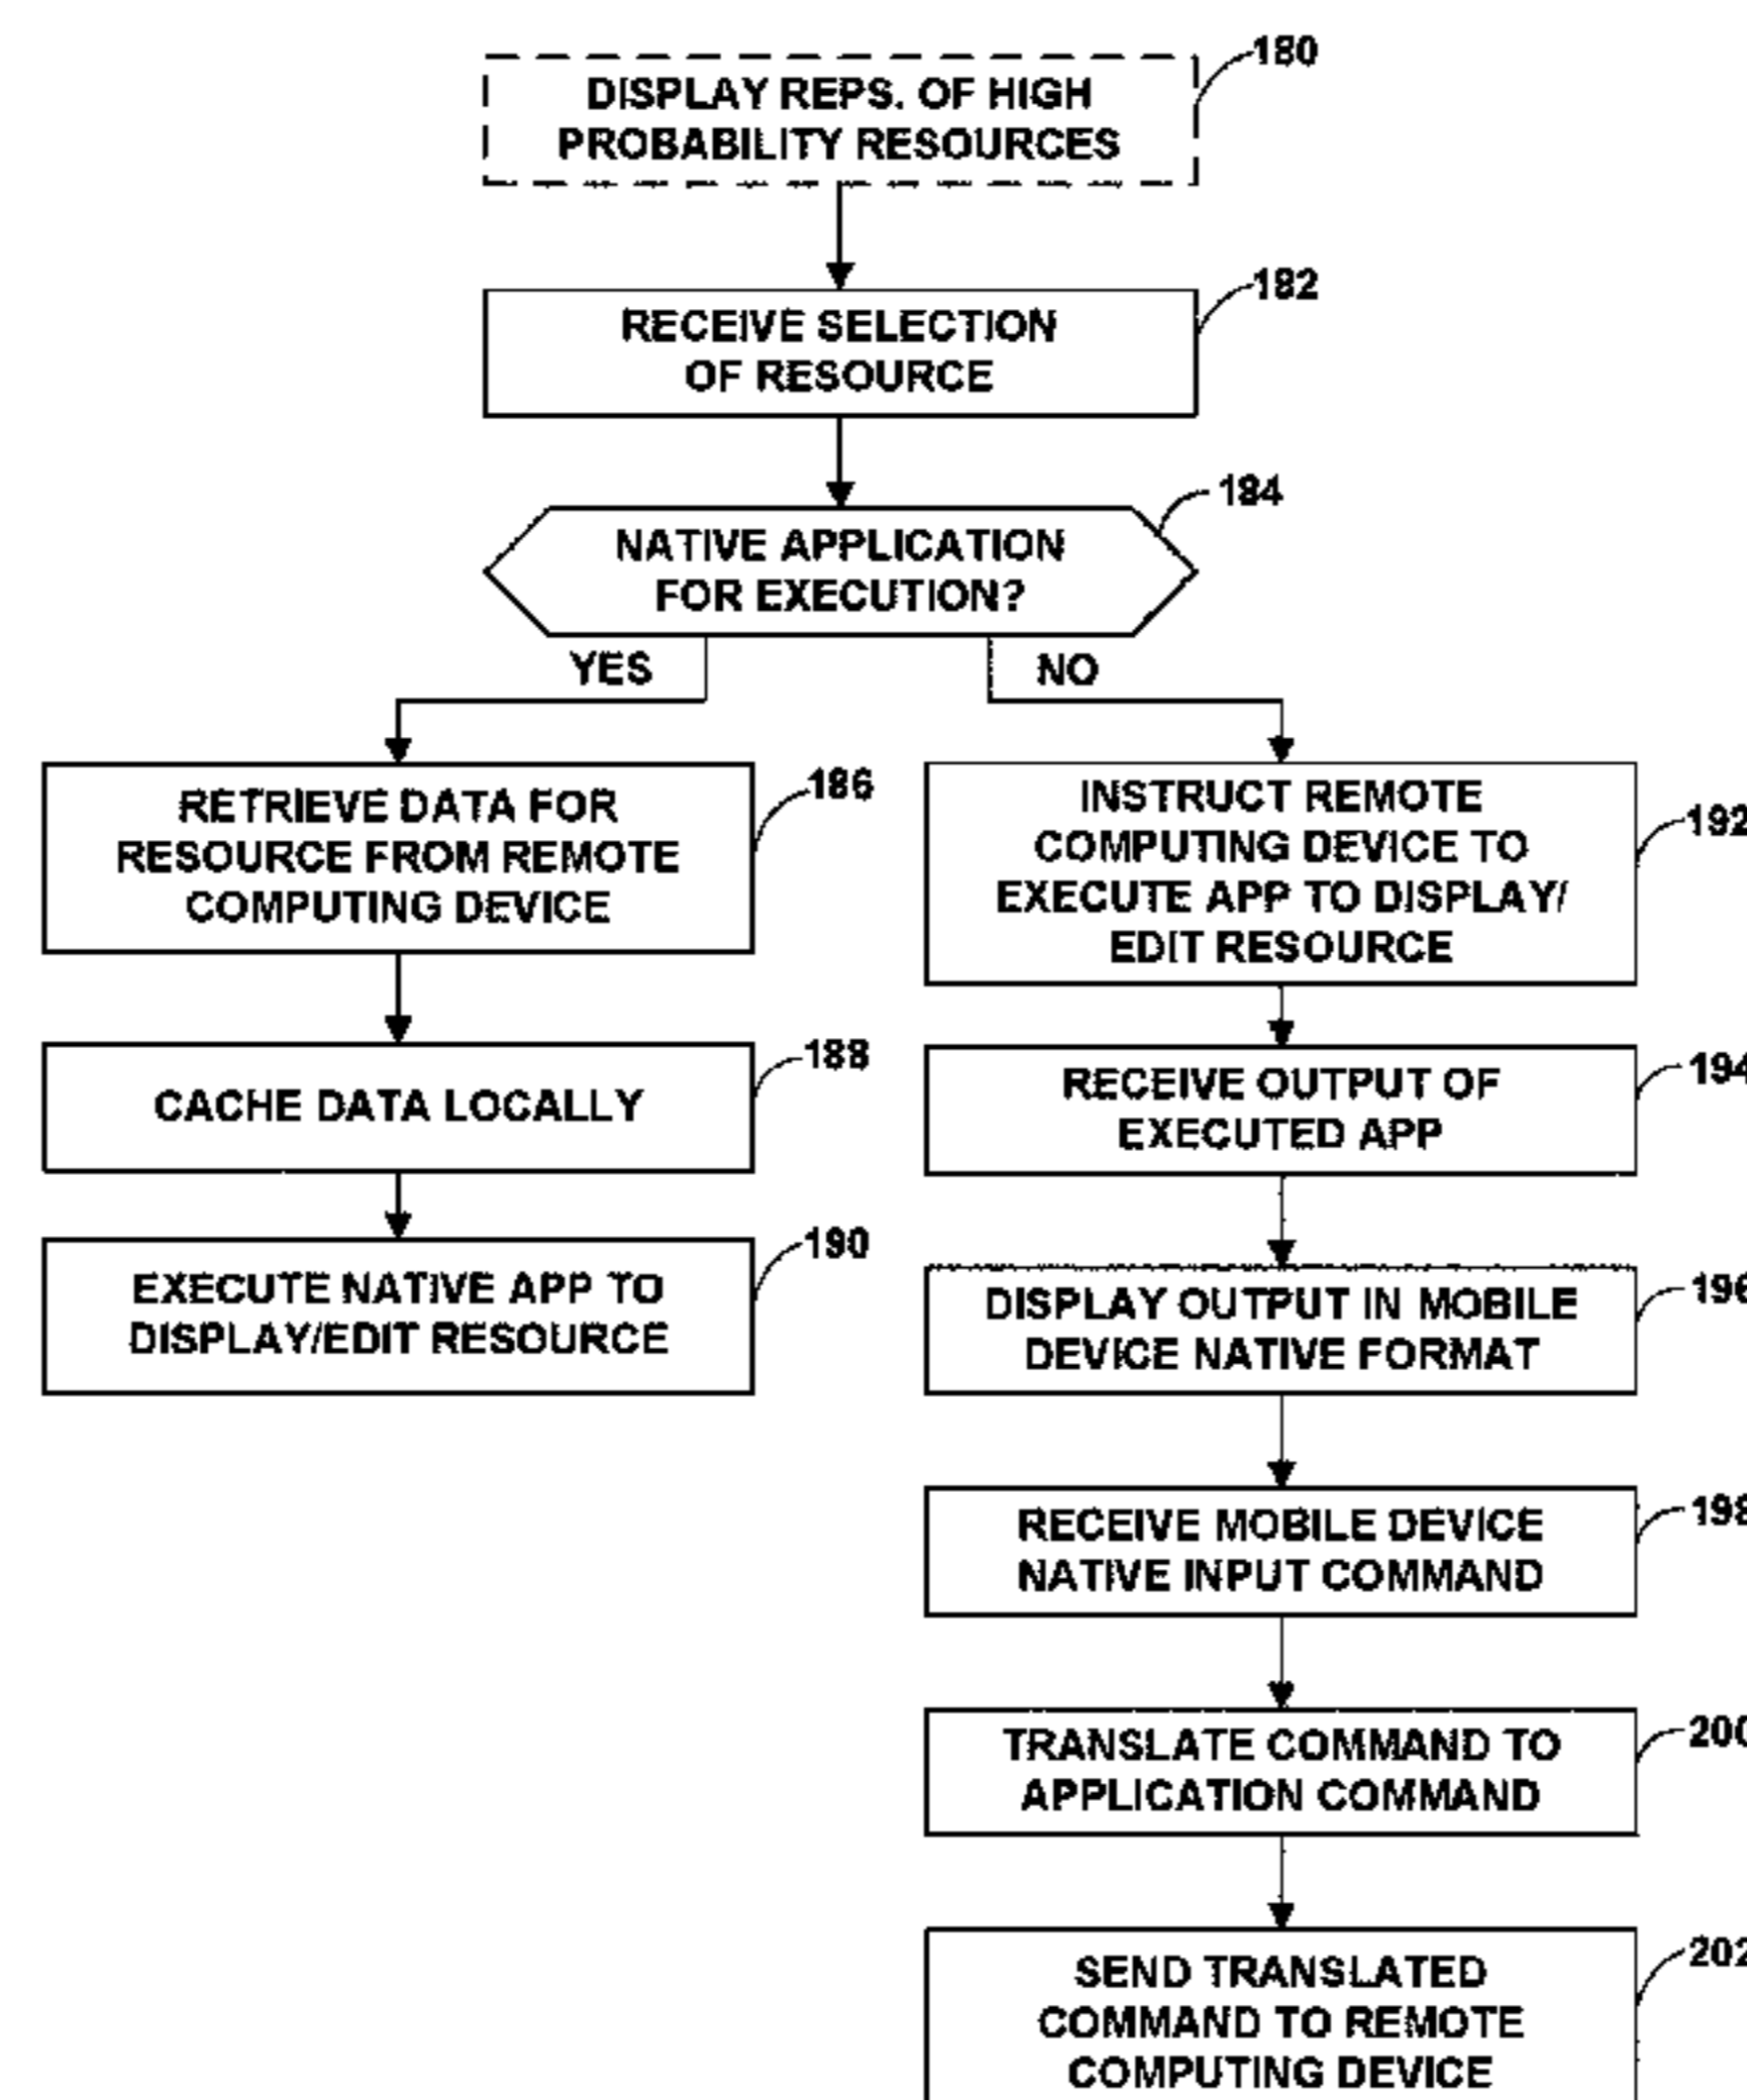 180
DISPLAY REPS. OF HIGH
PROBABILITY RESOURCES
182
RECEIVE SELECTION
OF RESOURCE
184
NATIVE APPLICATION
FOR EXECUTION?
YES
NO
186
RETRIEVE DATA FOR
RESOURCE FROM REMOTE
COMPUTING DEVICE
188
CACHE DATA LOCALLY
190
EXECUTE NATIVE APP TO
DISPLAY/EDIT RESOURCE
192
INSTRUCT REMOTE
COMPUTING DEVICE TO
EXECUTE APP TO DISPLAY/
EDIT RESOURCE
194
RECEIVE OUTPUT OF
EXECUTED APP
196
DISPLAY OUTPUT IN MOBILE
DEVICE NATIVE FORMAT
198
RECEIVE MOBILE DEVICE
NATIVE INPUT COMMAND
200
TRANSLATE COMMAND TO
APPLICATION COMMAND
202
SEND TRANSLATED
COMMAND TO REMOTE
COMPUTING DEVICE